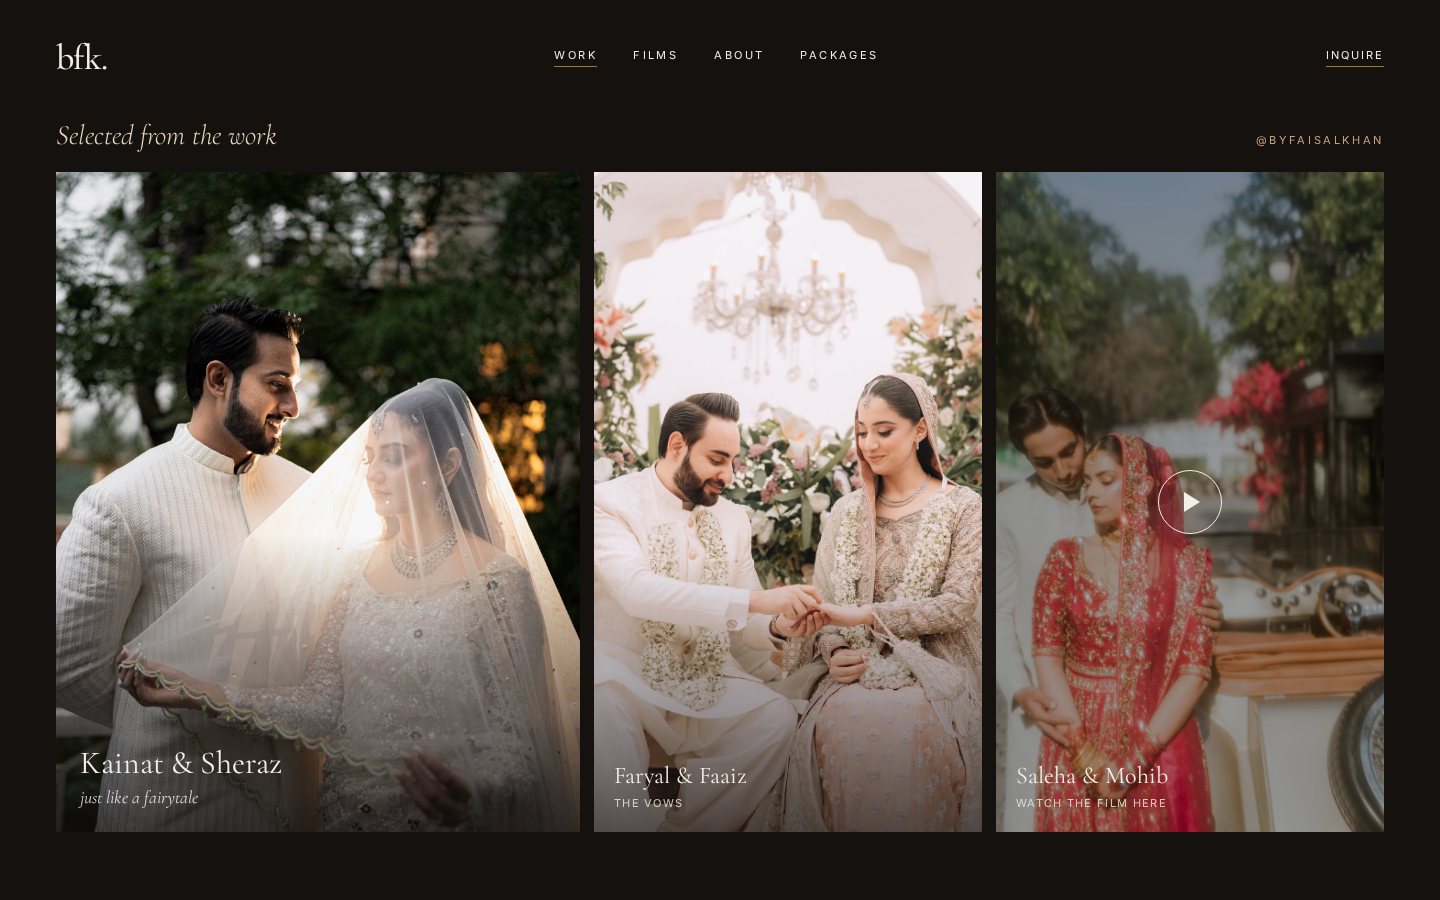 bfk.
WORK
FILMS
ABOUT
PACKAGES
INQUIRE
Selected from the work
@BYFAISALKHAN
Kainat & Sheraz
just like a fairytale
Faryal & Faaiz
THE VOWS
Saleha & Mohib
WATCH THE FILM HERE